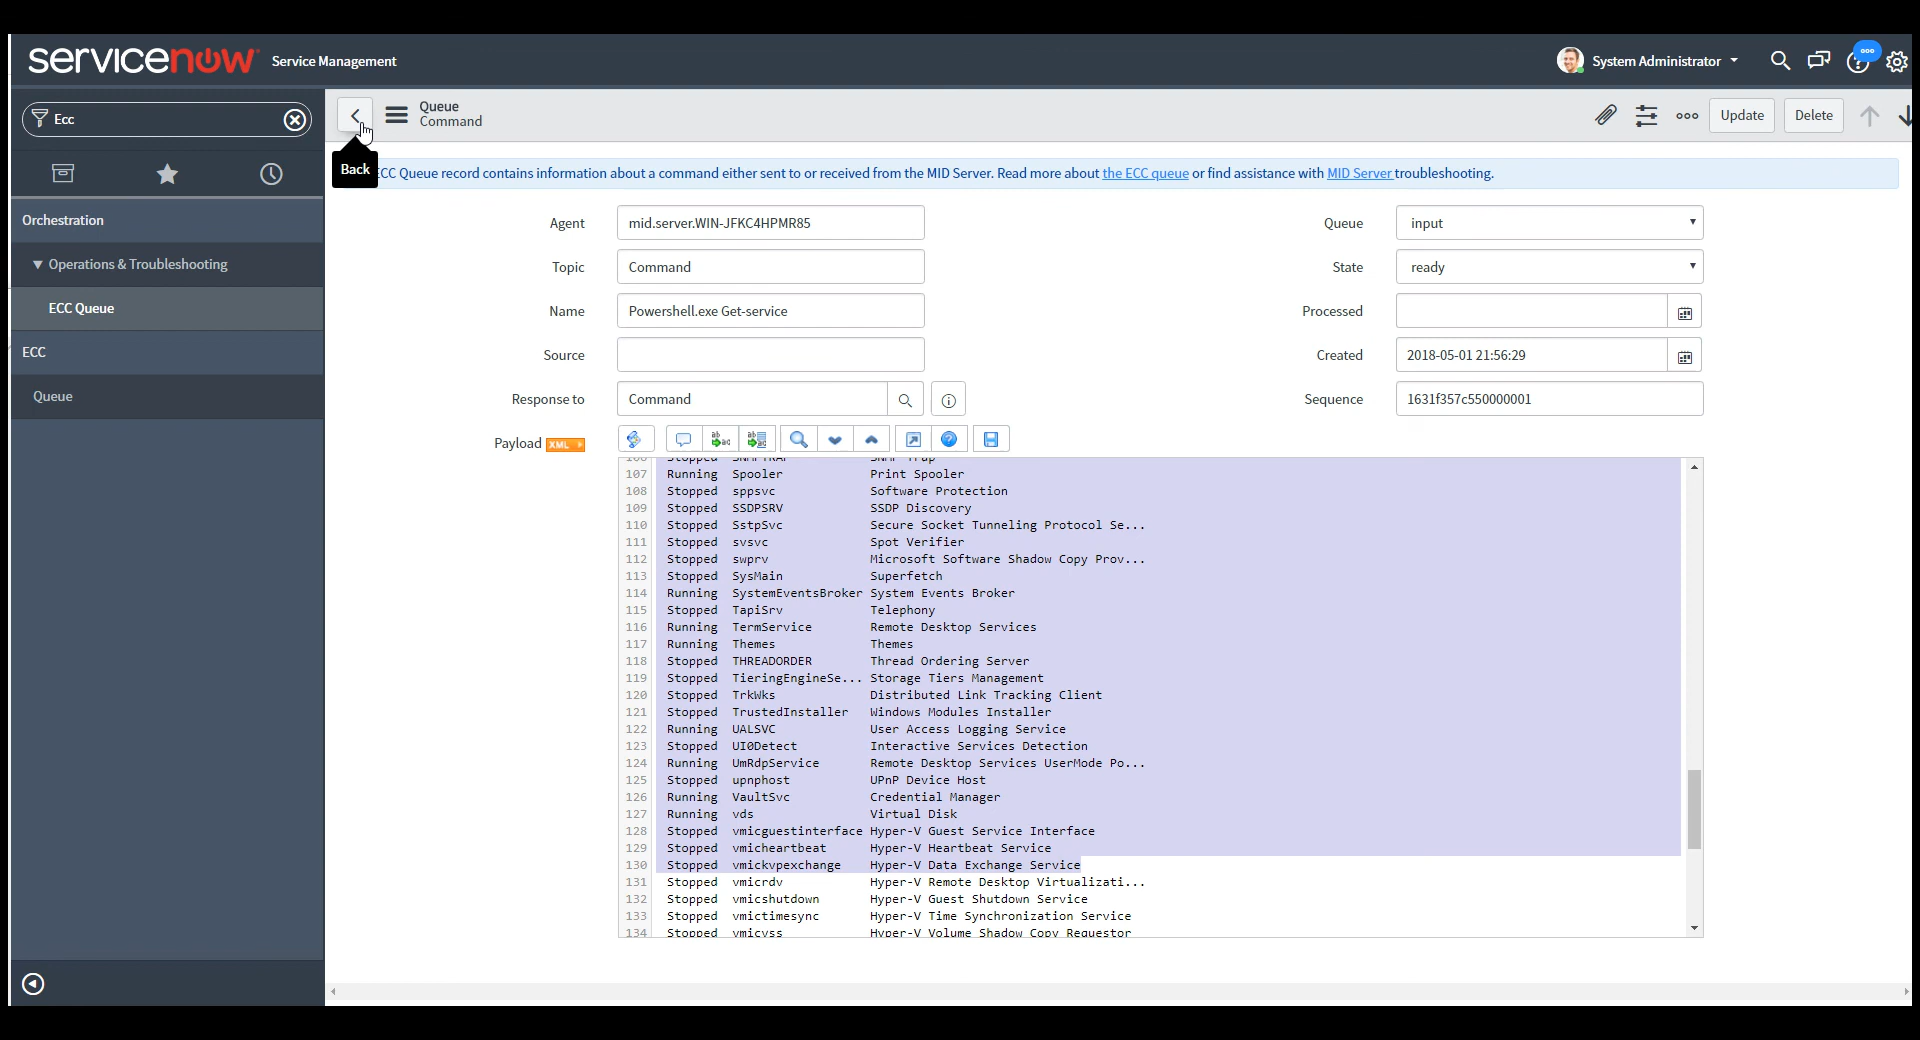 servicenow Service Management
System Administrator
Ecc
Queue
Command
Update
Delete
Back
CC Queue record contains information about a command either sent to or received from the MID Server. Read more about the ECC queue or find assistance with MID Server troubleshooting.
Orchestration
Operations & Troubleshooting
ECC Queue
ECC
Queue
Agent mid.server.WIN-JFKC4HPMR85
Queue input
Topic Command
State ready
Name Powershell.exe Get-service
Processed
Source
Created 2018-05-01 21:56:29
Response to Command
Sequence 1631f357c550000001
Payload XML
107 Running Spooler Print Spooler
108 Stopped sppsvc Software Protection
109 Stopped SSDPSRV SSDP Discovery
110 Stopped SstpSvc Secure Socket Tunneling Protocol Se...
111 Stopped svsvc Spot Verifier
112 Stopped swprv Microsoft Software Shadow Copy Prov...
113 Stopped SysMain Superfetch
114 Running SystemEventsBroker System Events Broker
115 Stopped TapiSrv Telephony
116 Running TermService Remote Desktop Services
117 Running Themes Themes
118 Stopped THREADORDER Thread Ordering Server
119 Stopped TieringEngineSe... Storage Tiers Management
120 Stopped TrkWks Distributed Link Tracking Client
121 Stopped TrustedInstaller Windows Modules Installer
122 Running UALSVC User Access Logging Service
123 Stopped UI0Detect Interactive Services Detection
124 Running UmRdpService Remote Desktop Services UserMode Po...
125 Stopped upnphost UPnP Device Host
126 Running VaultSvc Credential Manager
127 Running vds Virtual Disk
128 Stopped vmicguestinterface Hyper-V Guest Service Interface
129 Stopped vmicheartbeat Hyper-V Heartbeat Service
130 Stopped vmickvpexchange Hyper-V Data Exchange Service
131 Stopped vmicrdv Hyper-V Remote Desktop Virtualizati...
132 Stopped vmicshutdown Hyper-V Guest Shutdown Service
133 Stopped vmictimesync Hyper-V Time Synchronization Service
134 Stopped vmicvss Hyper-V Volume Shadow Copy Requestor